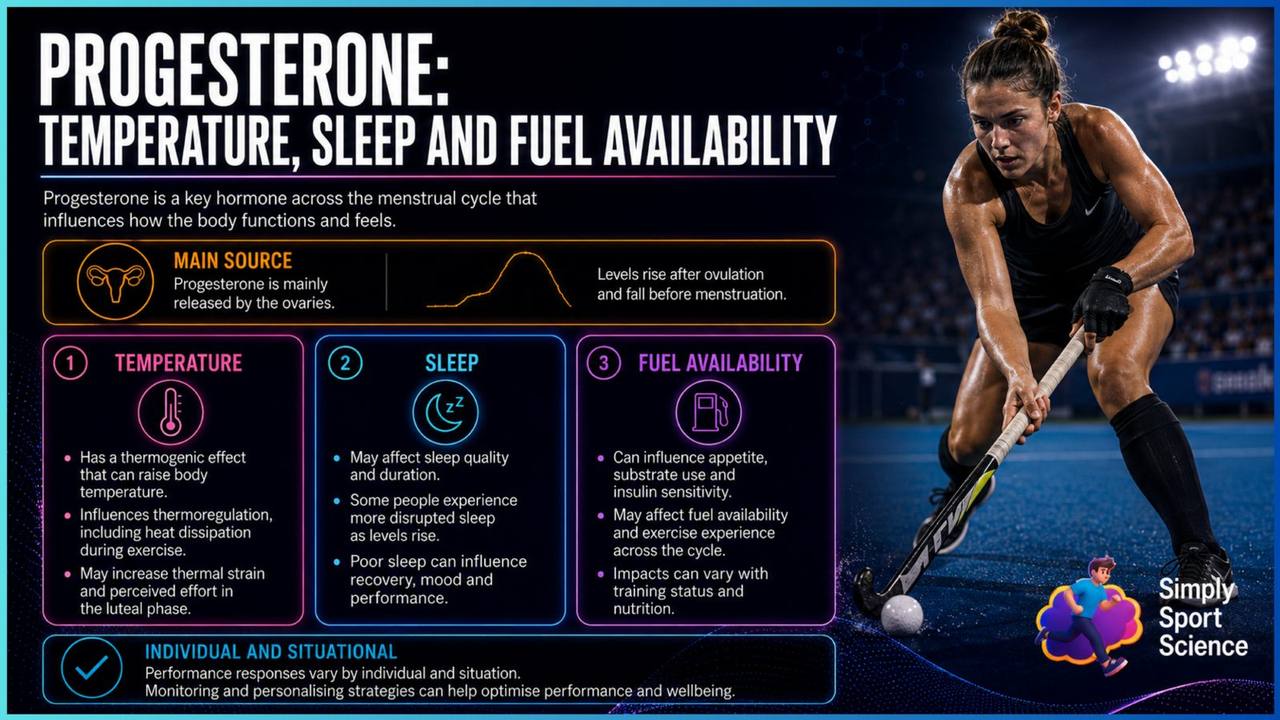 PROGESTERONE:
TEMPERATURE, SLEEP AND FUEL AVAILABILITY
Progesterone is a key hormone across the menstrual cycle that
influences how the body functions and feels.
MAIN SOURCE
Progesterone is mainly
released by the ovaries.
Levels rise after ovulation
and fall before menstruation.
1
TEMPERATURE
Has a thermogenic effect
that can raise body
temperature.
Influences thermoregulation,
including heat dissipation
during exercise.
May increase thermal strain
and perceived effort in
the luteal phase.
2
SLEEP
zz
May affect sleep quality
and duration.
Some people experience
more disrupted sleep
as levels rise.
Poor sleep can influence
recovery, mood and
performance.
3
FUEL AVAILABILITY
Can influence appetite,
substrate use and
insulin sensitivity.
May affect fuel availability
and exercise experience
across the cycle.
Impacts can vary with
training status and
nutrition.
INDIVIDUAL AND SITUATIONAL
Performance responses vary by individual and situation.
Monitoring and personalising strategies can help optimise performance and wellbeing.
Simply
Sport
Science